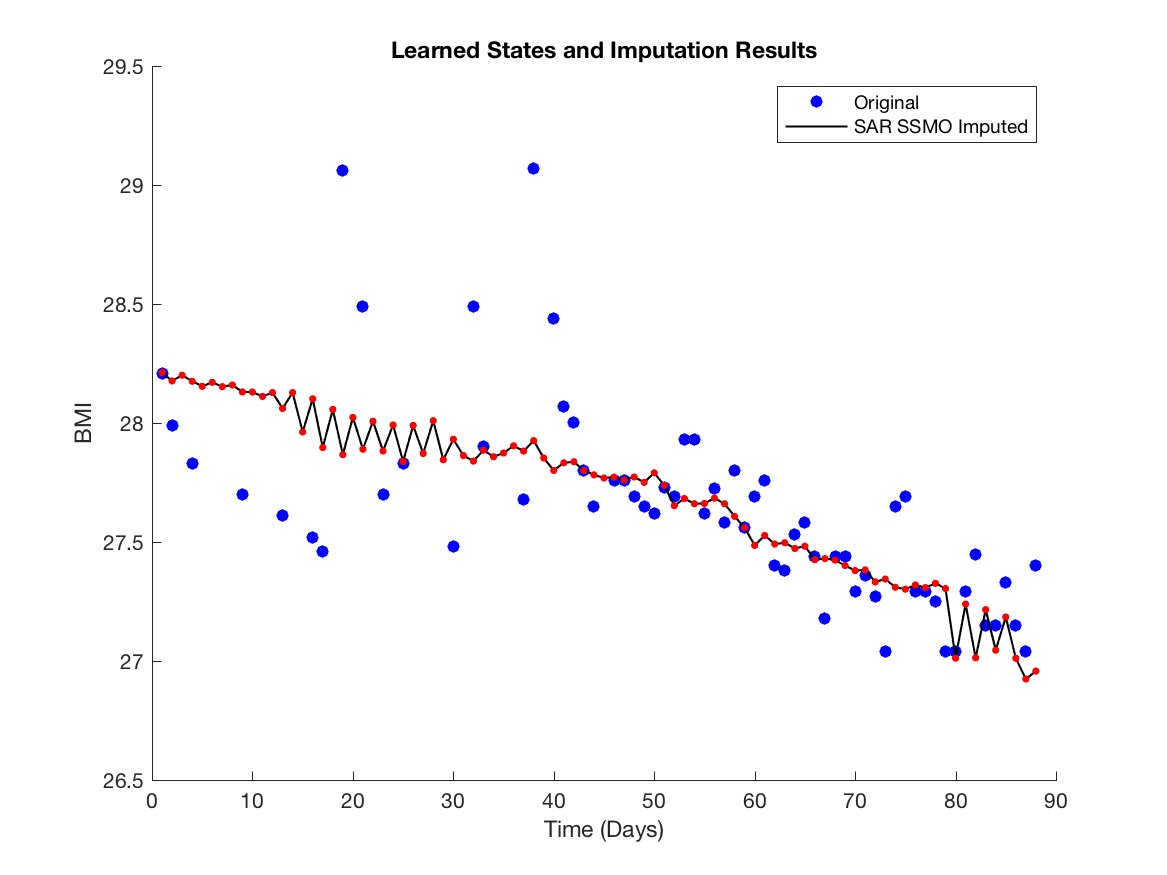 Learned States and Imputation Results
29.5
29
28.5
28
27.5
27
26.5
BMI
Original
SAR SSMO Imputed
0 10 20 30 40 50 60 70 80 90
Time (Days)